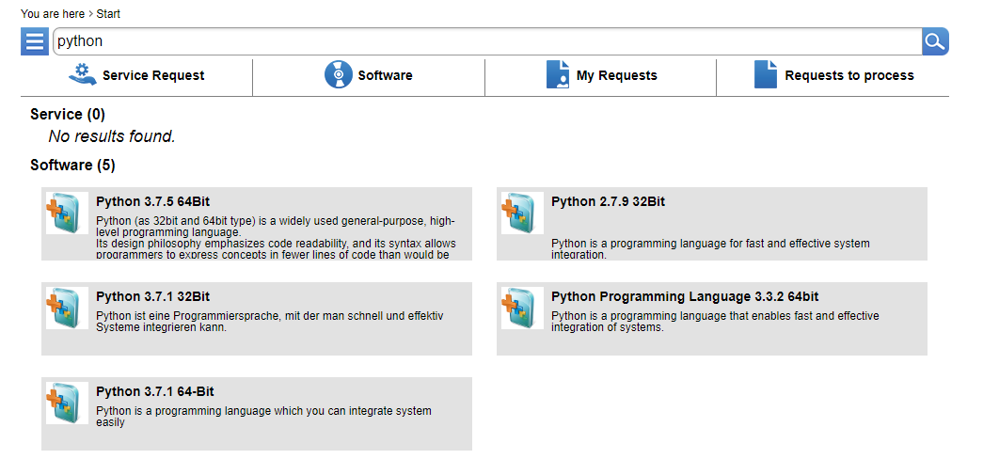 You are here > Start
python
Service Request
Software
My Requests
Requests to process
Service (0)
No results found.
Software (5)
Python 3.7.5 64Bit
Python (as 32bit and 64bit type) is a widely used general-purpose, high-
level programming language.
Its design philosophy emphasizes code readability, and its syntax allows
programmers to express concepts in fewer lines of code than would be
Python 2.7.9 32Bit
Python is a programming language for fast and effective system
integration.
Python 3.7.1 32Bit
Python ist eine Programmiersprache, mit der man schnell und effektiv
Systeme integrieren kann.
Python Programming Language 3.3.2 64bit
Python is a programming language that enables fast and effective
integration of systems.
Python 3.7.1 64-Bit
Python is a programming language which you can integrate system
easily